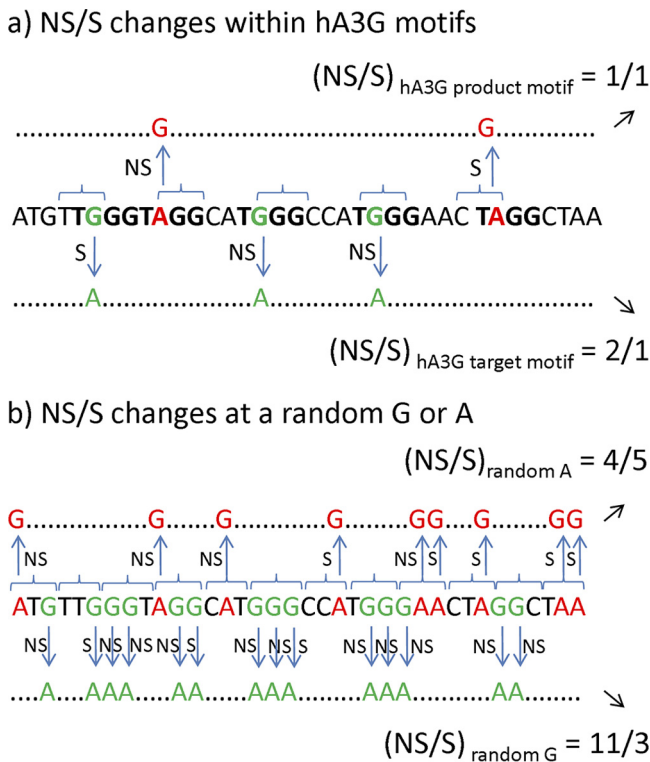 a) NS/S changes within hA3G motifs
(NS/S) hA3G product motif = 1/1
G G
NS S
ATGTTGGGTAGGCATGGGCCATGGGAAC TAGGCTAA
S NS NS
A A A
(NS/S) hA3G target motif = 2/1
b) NS/S changes at a random G or A
(NS/S) random A = 4/5
G..............G.......G............G........GG....G........GG
NS NS NS S NS S S S S
ATGTTGGGTAGGCATGGGCCATGGGAACTAGGCTAA
NS S NS NS NS S NS NS S NS NS NS NS NS
....A....AAA.....AA......AAA.........AAA...........AA.......
(NS/S) random G = 11/3